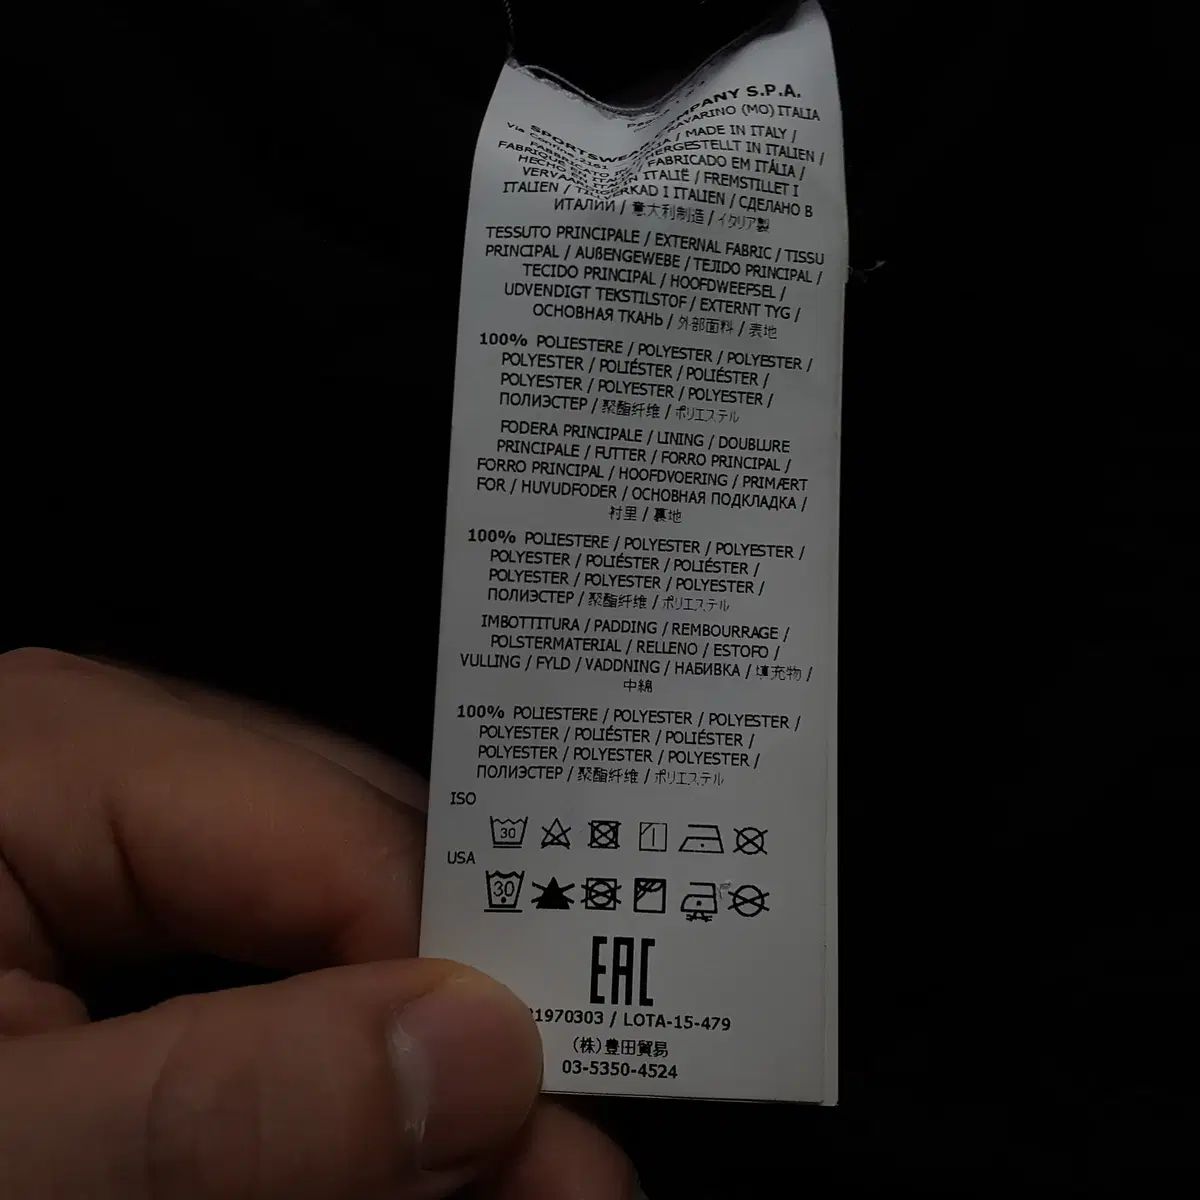 SPORTSWEAR COMPANY S.P.A.
RAVARINO (MO) ITALIA
MADE IN ITALY /
HERGESTELLT IN ITALIEN /
FABRICADO EM ITÁLIA /
HECHO EN ITALIA
ITALIË / FREMSTILLET I
ITALIEN / TILLVERKAD I ITALIEN / СДЕЛАНО В
ИТАЛИИ / 意大利制造 / イタリア製
TESSUTO PRINCIPALE / EXTERNAL FABRIC / TISSU
PRINCIPAL / AUßENGEWEBE / TEJIDO PRINCIPAL /
TECIDO PRINCIPAL / HOOFDWEEFSEL /
UDVENDIGT TEKSTILSTOF / EXTERNT TYG /
ОСНОВНАЯ ТКАНЬ / 外部面料 / 表地
100% POLIESTERE / POLYESTER / POLYESTER /
POLYESTER / POLIÉSTER / POLIÉSTER /
POLYESTER / POLYESTER / POLYESTER /
ПОЛИЭСТЕР / 聚酯纤维 / ポリエステル
FODERA PRINCIPALE / LINING / DOUBLURE
PRINCIPALE / FUTTER / FORRO PRINCIPAL /
FORRO PRINCIPAL / HOOFDVOERING / PRIMÆRT
FOR / HUVUDFODER / ОСНОВНАЯ ПОДКЛАДКА /
衬里 / 裏地
100% POLIESTERE / POLYESTER / POLYESTER /
POLYESTER / POLIÉSTER / POLIÉSTER /
POLYESTER / POLYESTER / POLYESTER /
ПОЛИЭСТЕР / 聚酯纤维 / ポリエステル
IMBOTTITURA / PADDING / REMBOURRAGE /
POLSTERMATERIAL / RELLENO / ESTOFO /
VULLING / FYLD / VADDNING / НАБИВКА / 填充物 /
中綿
100% POLIESTERE / POLYESTER / POLYESTER /
POLYESTER / POLIÉSTER / POLIÉSTER /
POLYESTER / POLYESTER / POLYESTER /
ПОЛИЭСТЕР / 聚酯纤维 / ポリエステル
ISO
30
USA
30
EAC
1970303 / LOTA-15-479
(株)豊田貿易
03-5350-4524